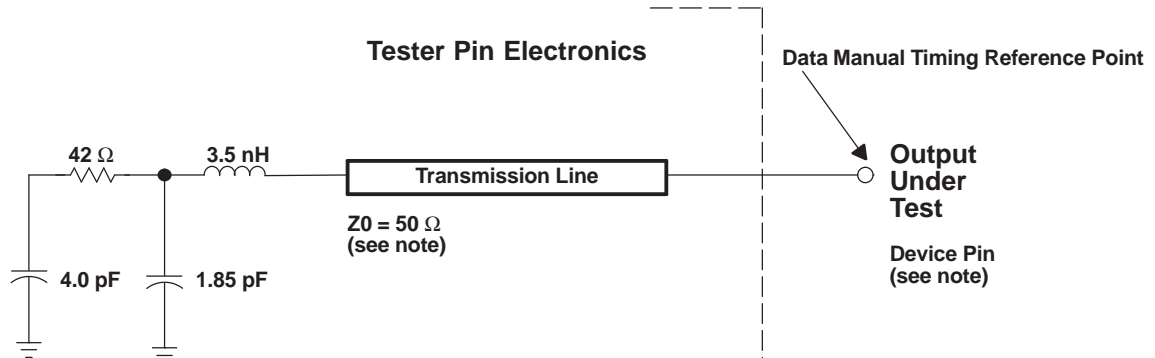 Tester Pin Electronics
Data Manual Timing Reference Point
42 Ω
3.5 nH
Transmission Line
Output
Under
Test
Z0 = 50 Ω
(see note)
Device Pin
(see note)
4.0 pF
1.85 pF